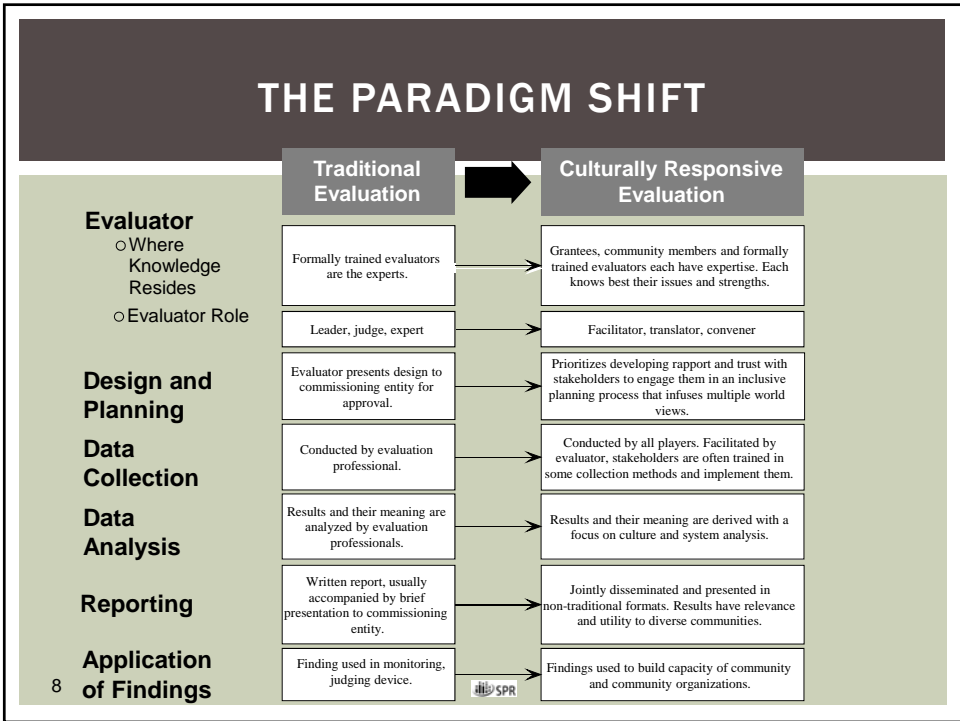 THE PARADIGM SHIFT
Traditional
Evaluation
Culturally Responsive
Evaluation
Evaluator
○Where
Knowledge
Resides
Formally trained evaluators
are the experts.
Grantees, community members and formally
trained evaluators each have expertise. Each
knows best their issues and strengths.
○Evaluator Role
Leader, judge, expert
Facilitator, translator, convener
Design and
Planning
Evaluator presents design to
commissioning entity for
approval.
Prioritizes developing rapport and trust with
stakeholders to engage them in an inclusive
planning process that infuses multiple world
views.
Data
Collection
Conducted by evaluation
professional.
Conducted by all players. Facilitated by
evaluator, stakeholders are often trained in
some collection methods and implement them.
Data
Analysis
Results and their meaning are
analyzed by evaluation
professionals.
Results and their meaning are derived with a
focus on culture and system analysis.
Reporting
Written report, usually
accompanied by brief
presentation to commissioning
entity.
Jointly disseminated and presented in
non-traditional formats. Results have relevance
and utility to diverse communities.
Application
of Findings
Finding used in monitoring,
judging device.
Findings used to build capacity of community
and community organizations.
8
SPR